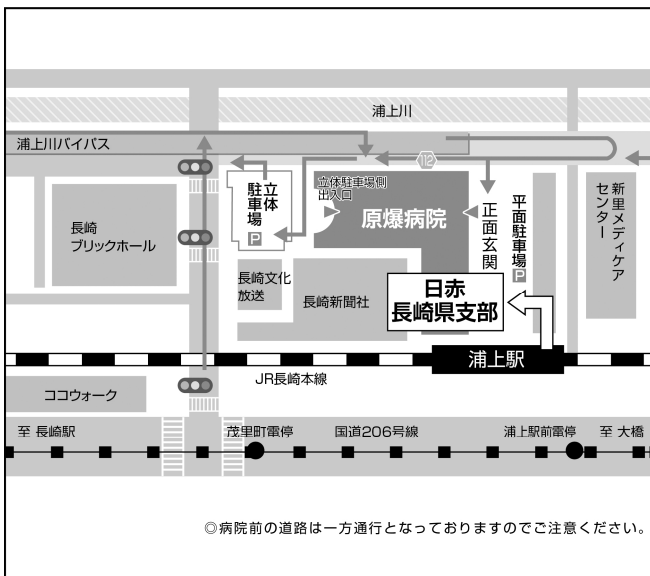 浦上川
浦上川バイパス
112
立体駐車場側
出入口
立体
駐車場
P
原爆病院
正面玄関
平面駐車場
P
新里メディケア
センター
長崎
ブリックホール
長崎文化
放送
長崎新聞社
日赤
長崎県支部
浦上駅
JR長崎本線
ココウォーク
至 長崎駅
茂里町電停
国道206号線
浦上駅前電停
至 大橋
◎病院前の道路は一方通行となっておりますのでご注意ください。